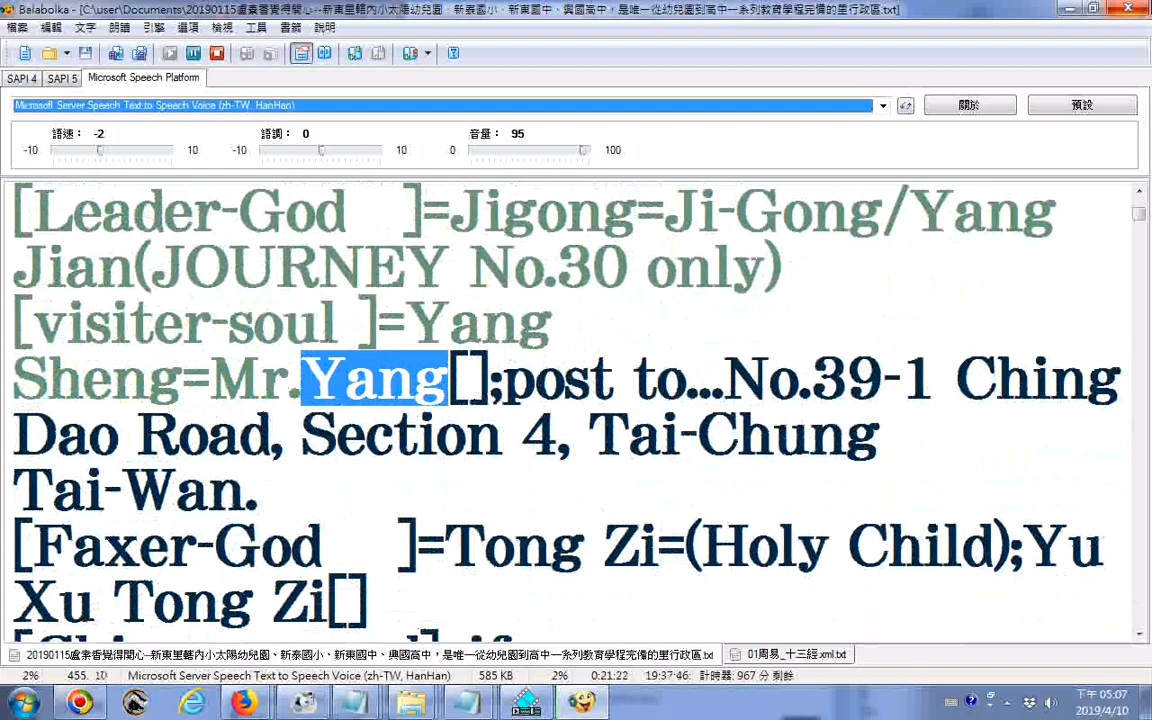 Balabolka - [C:\user\Documents\20190115盧素香覺得開心--新東里轄內小太陽幼兒園、新泰國小、新東國中、興國高中，是唯一從幼兒園到高中一系列教育學程完備的里行政區.txt]
檔案 編輯 文字 朗讀 引擎 選項 檢視 工具 書籤 說明
SAPI 4 SAPI 5 Microsoft Speech Platform
Microsoft Server Speech Text to Speech Voice (zh-TW, HanHan) 關於 預設
語速： -2 語調： 0 音量： 95
-10 10 -10 10 0 100
[Leader-God ]=Jigong=Ji-Gong/Yang
Jian(JOURNEY No.30 only)
[visiter-soul ]=Yang
Sheng=Mr.Yang[];post to...No.39-1 Ching
Dao Road, Section 4, Tai-Chung
Tai-Wan.
[Faxer-God ]=Tong Zi=(Holy Child);Yu
Xu Tong Zi[]
20190115盧素香覺得開心--新東里轄內小太陽幼兒園、新泰國小、新東國中、興國高中，是唯一從幼兒園到高中一系列教育學程完備的里行政區.txt 01周易_十三經.xml.txt
2% 455. 10 Microsoft Server Speech Text to Speech Voice (zh-TW, HanHan) 585 KB 2% 0:21:22 19:37:46: 計時器: 967 分 剩餘
下午 05:07
2019/4/10